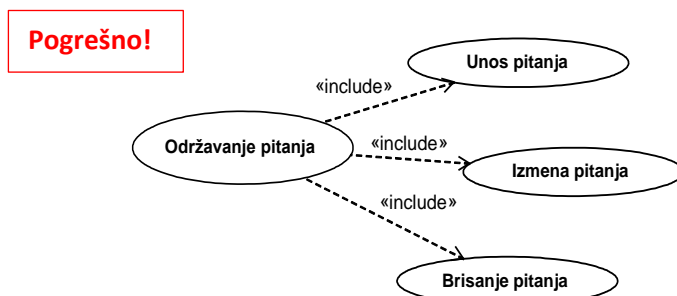 Pogrešno!
Unos pitanja
«include»
Održavanje pitanja
«include»
Izmena pitanja
«include»
Brisanje pitanja